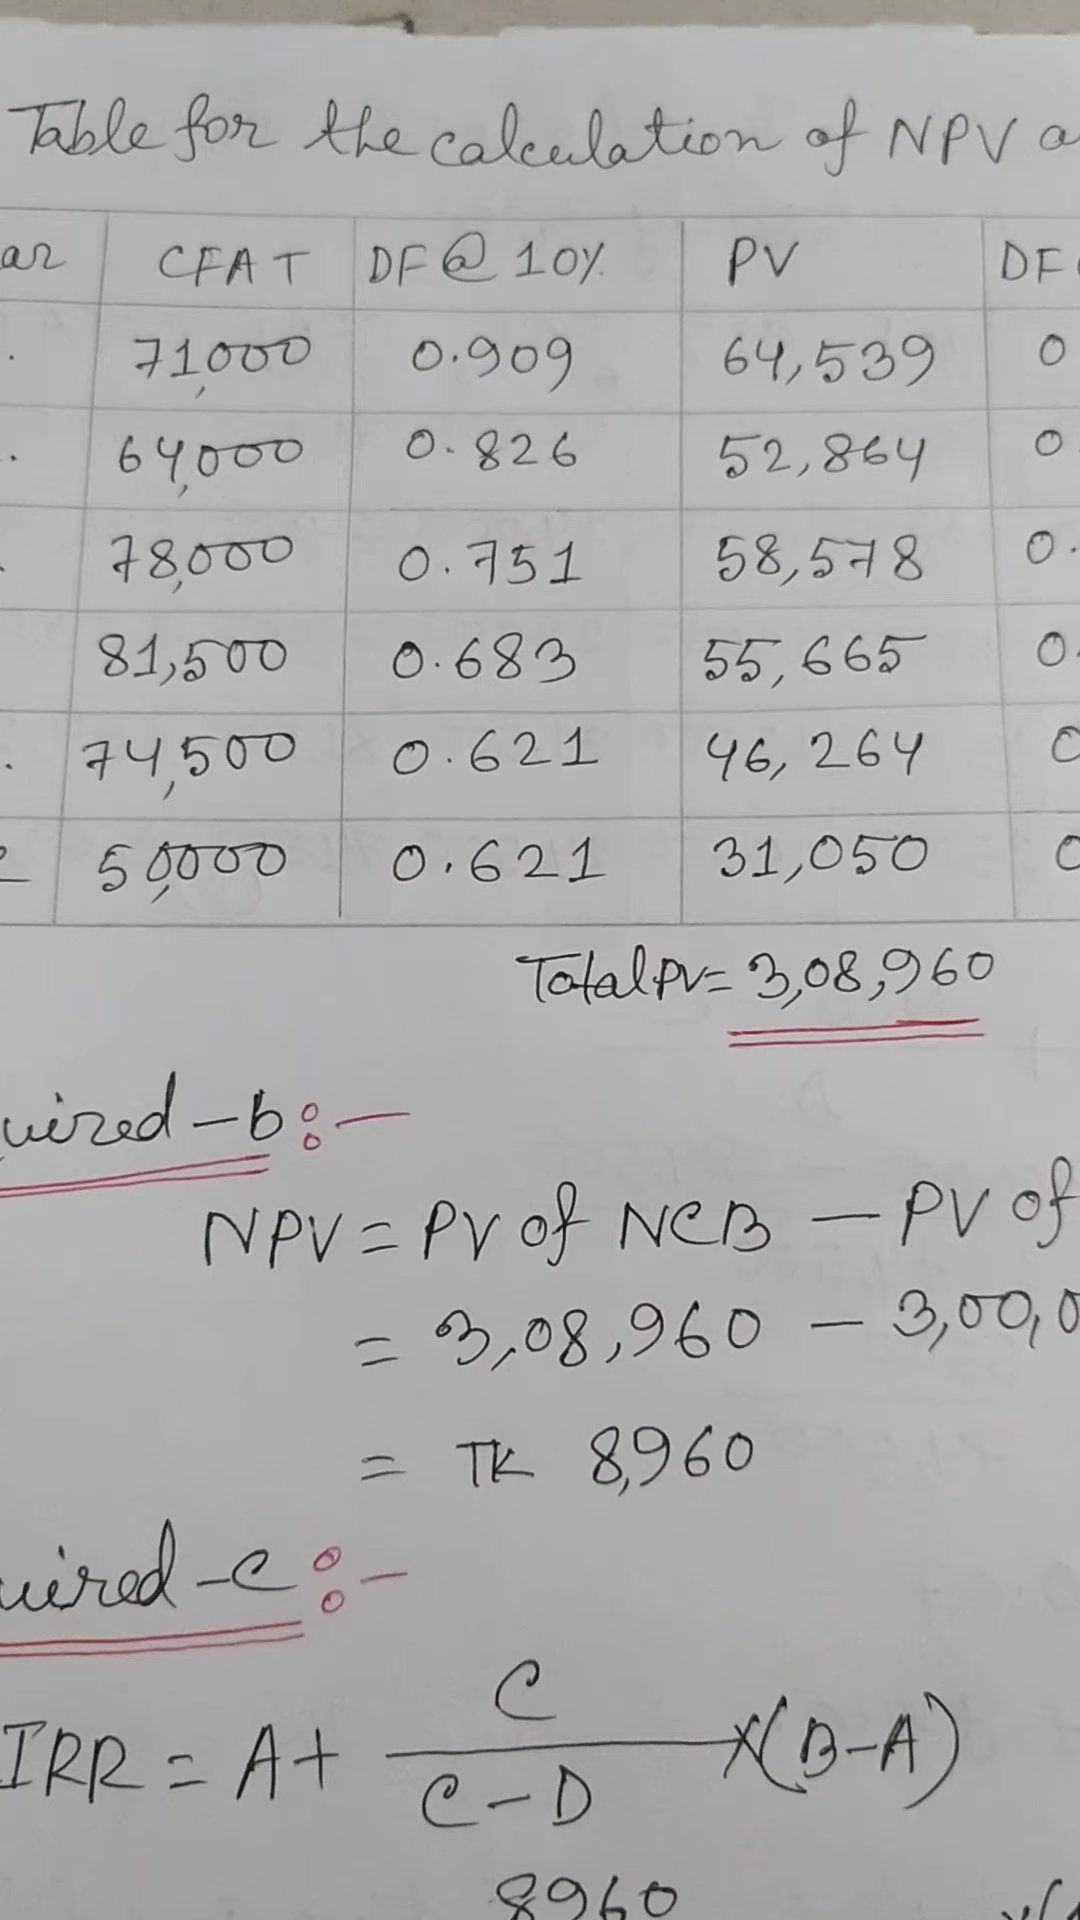 Table for the calculation of NPV a
ar CFAT DF@ 10% PV DF
. 71,000 0.909 64,539 0
. 64,000 0.826 52,864 0
. 78,000 0.751 58,578 0.
81,500 0.683 55,665 0.
. 74,500 0.621 46,264 0
e 50,000 0.621 31,050 0
Total PV= 3,08,960
uired-b:-
NPV = PV of NCB - PV of
= 3,08,960 - 3,00,0
= TK 8,960
uired-c:-
IRR = A+ C/C-D ×(B-A)
8960 ×(